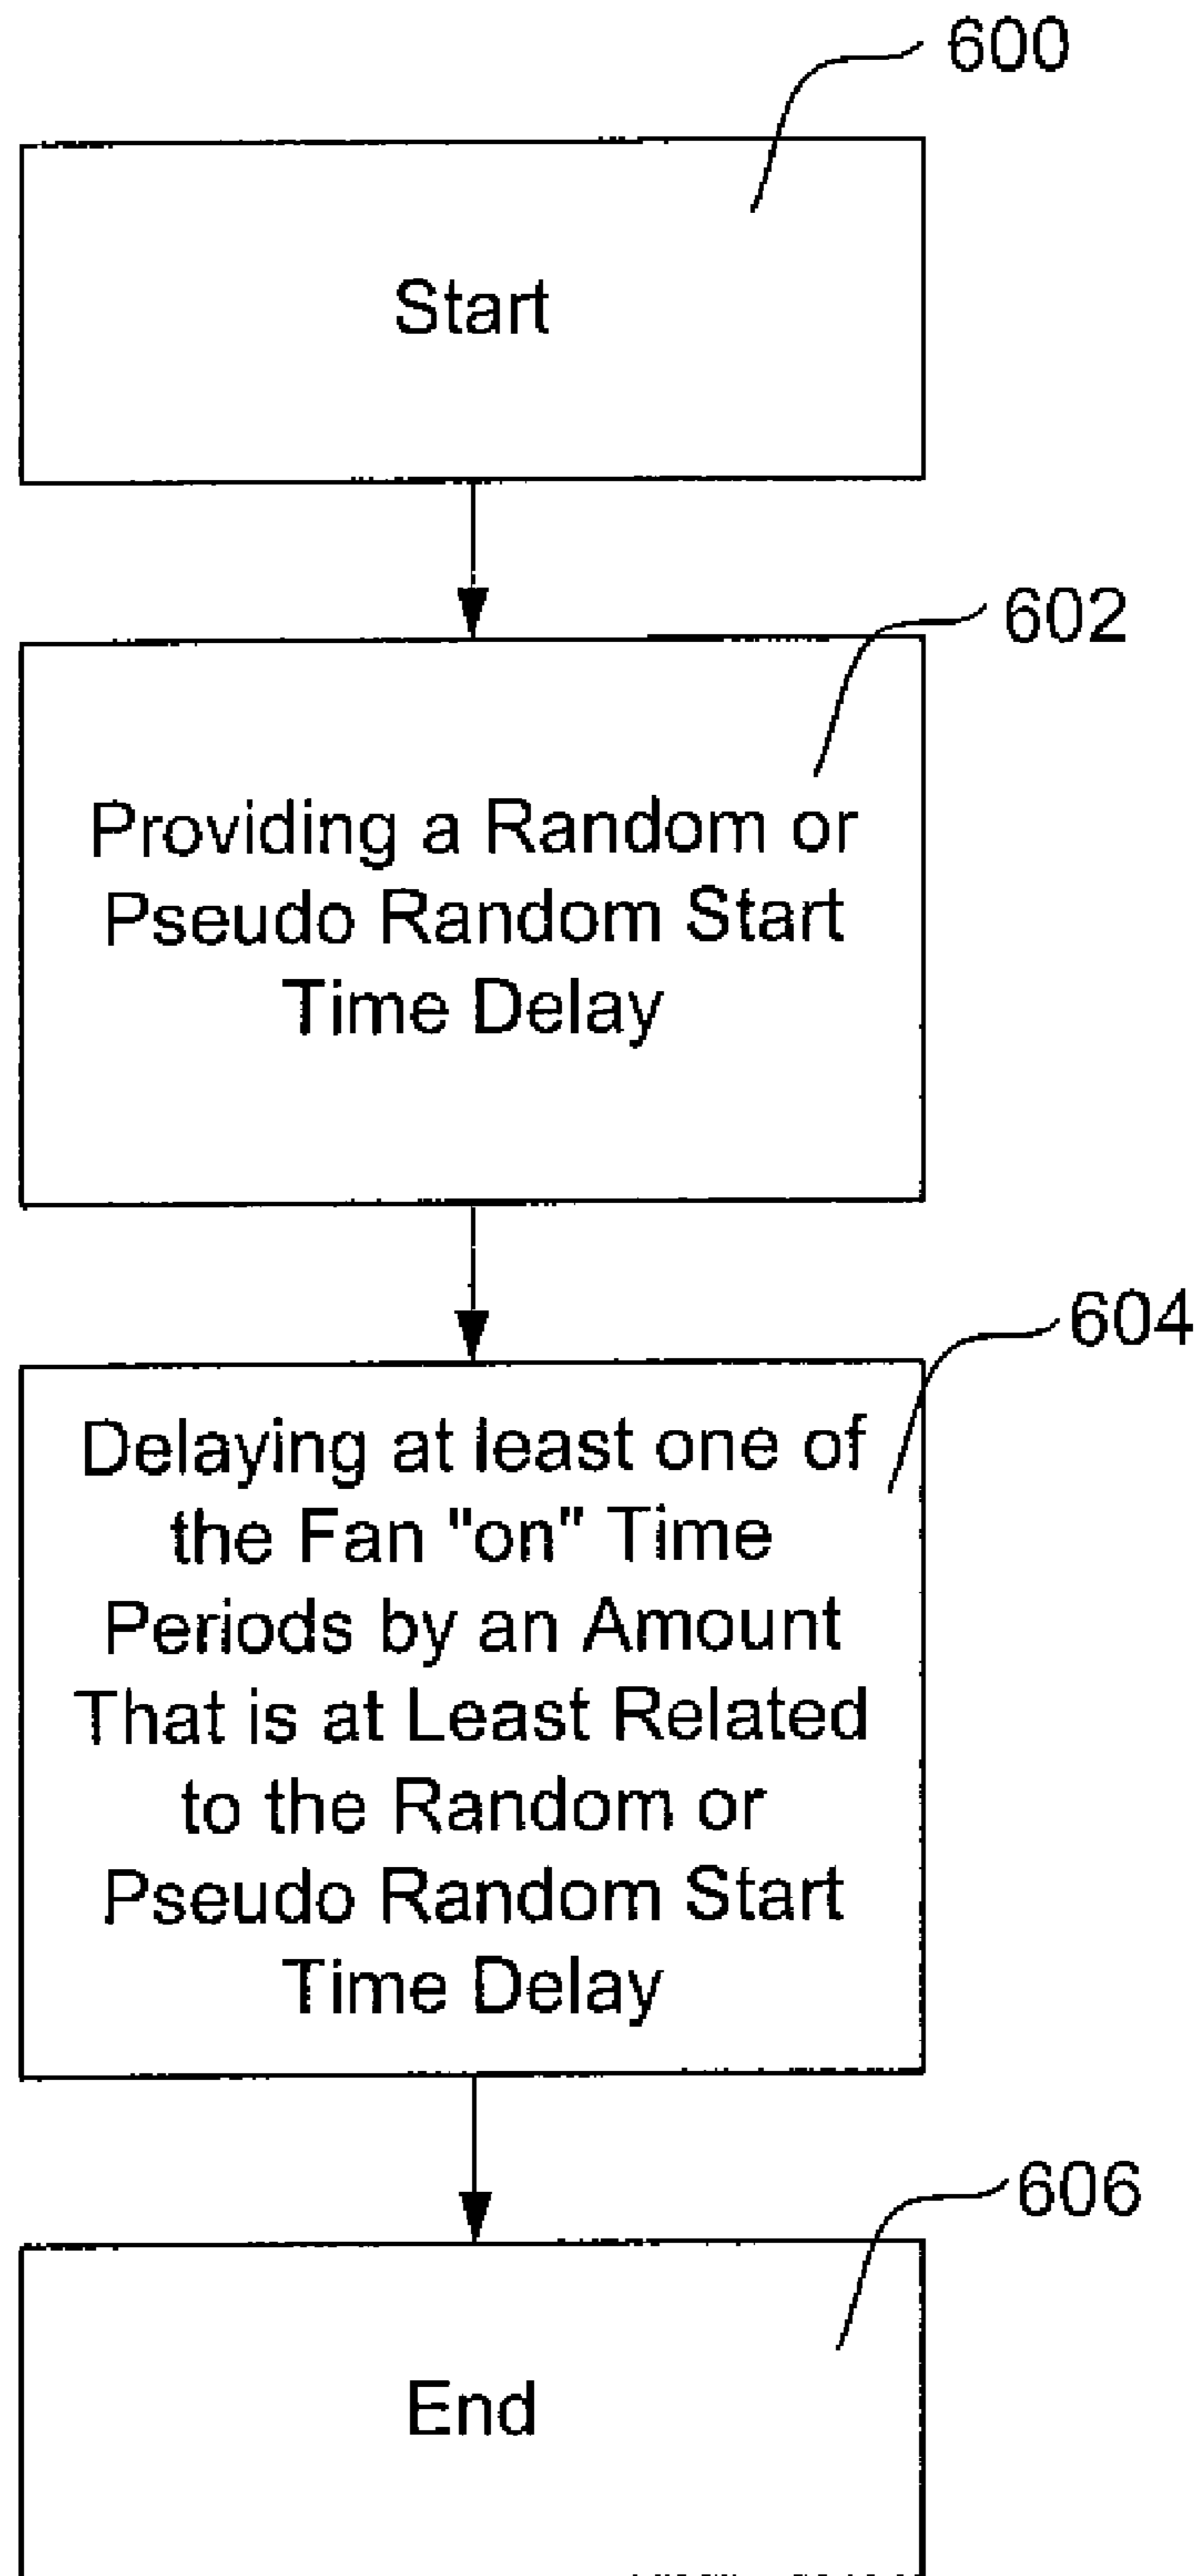 600
Start
602
Providing a Random or
Pseudo Random Start
Time Delay
604
Delaying at least one of
the Fan "on" Time
Periods by an Amount
That is at Least Related
to the Random or
Pseudo Random Start
Time Delay
606
End